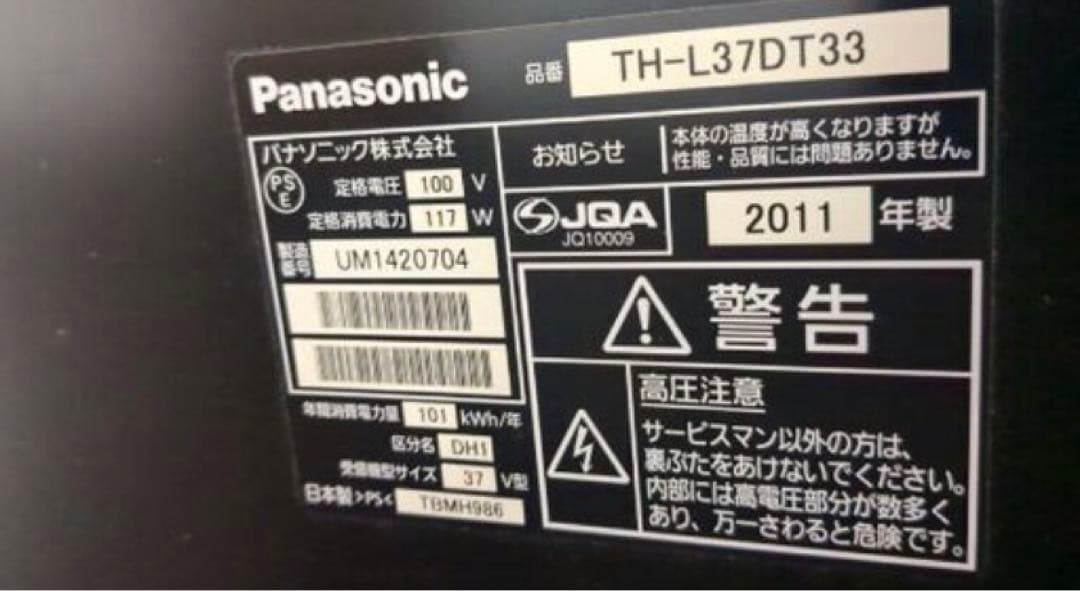 Panasonic
品番 TH-L37DT33
パナソニック株式会社
PSE
定格電圧 100 V
定格消費電力 117 W
製造番号 UM1420704
お知らせ
本体の温度が高くなりますが
性能・品質には問題ありません。
JQA
JQ10009
2011 年製
年間消費電力量 101 kWh/年
区分名 DH1
受信機型サイズ 37 V型
日本製 >PS< TBMH986
警告
高圧注意
サービスマン以外の方は、
裏ぶたをあけないでください。
内部には高電圧部分が数多く
あり、万一さわると危険です。